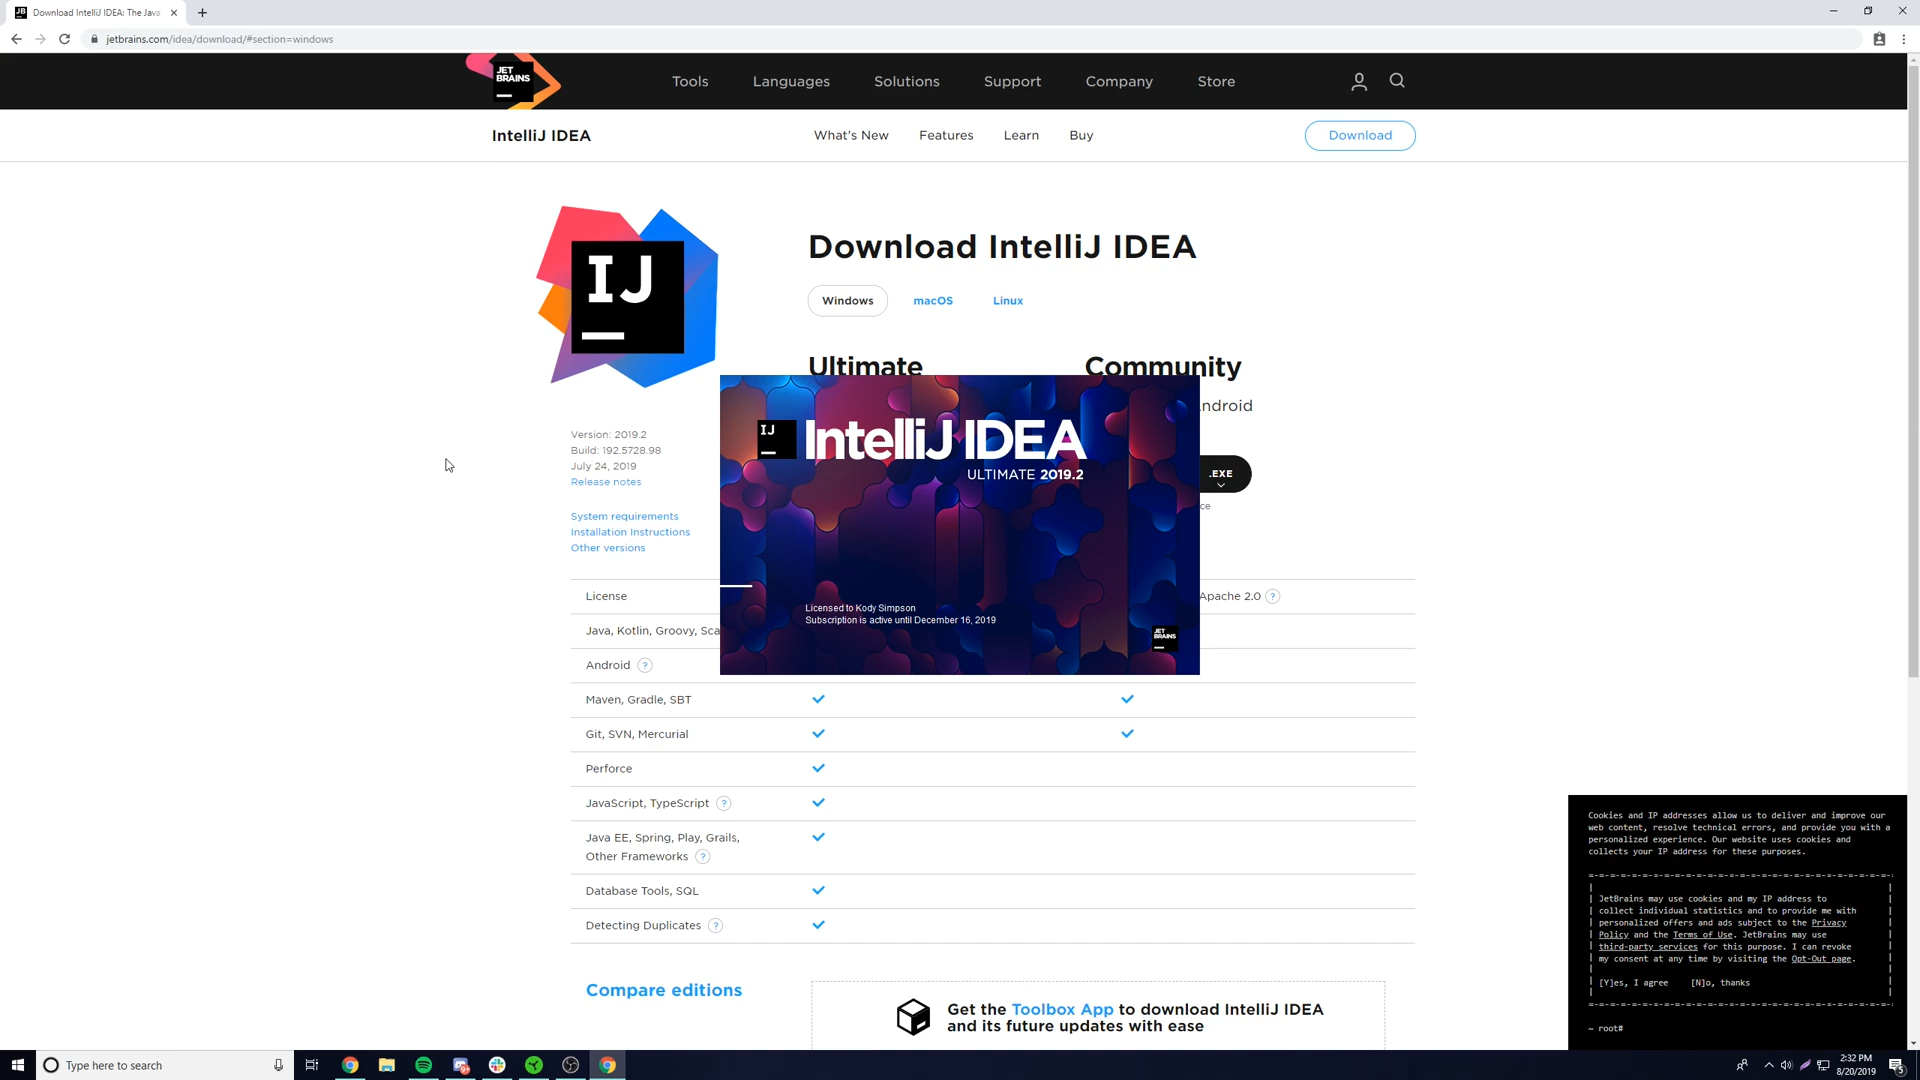 Download IntelliJ IDEA: The Java
jetbrains.com/idea/download/#section=windows
JET
BRAINS
Tools
Languages
Solutions
Support
Company
Store
IntelliJ IDEA
What's New
Features
Learn
Buy
Download
IJ
Download IntelliJ IDEA
Windows
macOS
Linux
Ultimate
Community
ndroid
Version: 2019.2
Build: 192.5728.98
July 24, 2019
Release notes
System requirements
Installation Instructions
Other versions
.EXE
ce
IJ
IntelliJ IDEA
ULTIMATE 2019.2
Licensed to Kody Simpson
Subscription is active until December 16, 2019
JET
BRAINS
License
Apache 2.0 ?
Java, Kotlin, Groovy, Sca
Android ?
Maven, Gradle, SBT
Git, SVN, Mercurial
Perforce
JavaScript, TypeScript ?
Java EE, Spring, Play, Grails,
Other Frameworks ?
Database Tools, SQL
Detecting Duplicates ?
Compare editions
Get the Toolbox App to download IntelliJ IDEA
and its future updates with ease
Cookies and IP addresses allow us to deliver and improve our
web content, resolve technical errors, and provide you with a
personalized experience. Our website uses cookies and
collects your IP address for these purposes.
JetBrains may use cookies and my IP address to
collect individual statistics and to provide me with
personalized offers and ads subject to the Privacy
Policy and the Terms of Use. JetBrains may use
third-party services for this purpose. I can revoke
my consent at any time by visiting the Opt-Out page.
[Y]es, I agree [N]o, thanks
~ root#
Type here to search
2:32 PM
8/20/2019